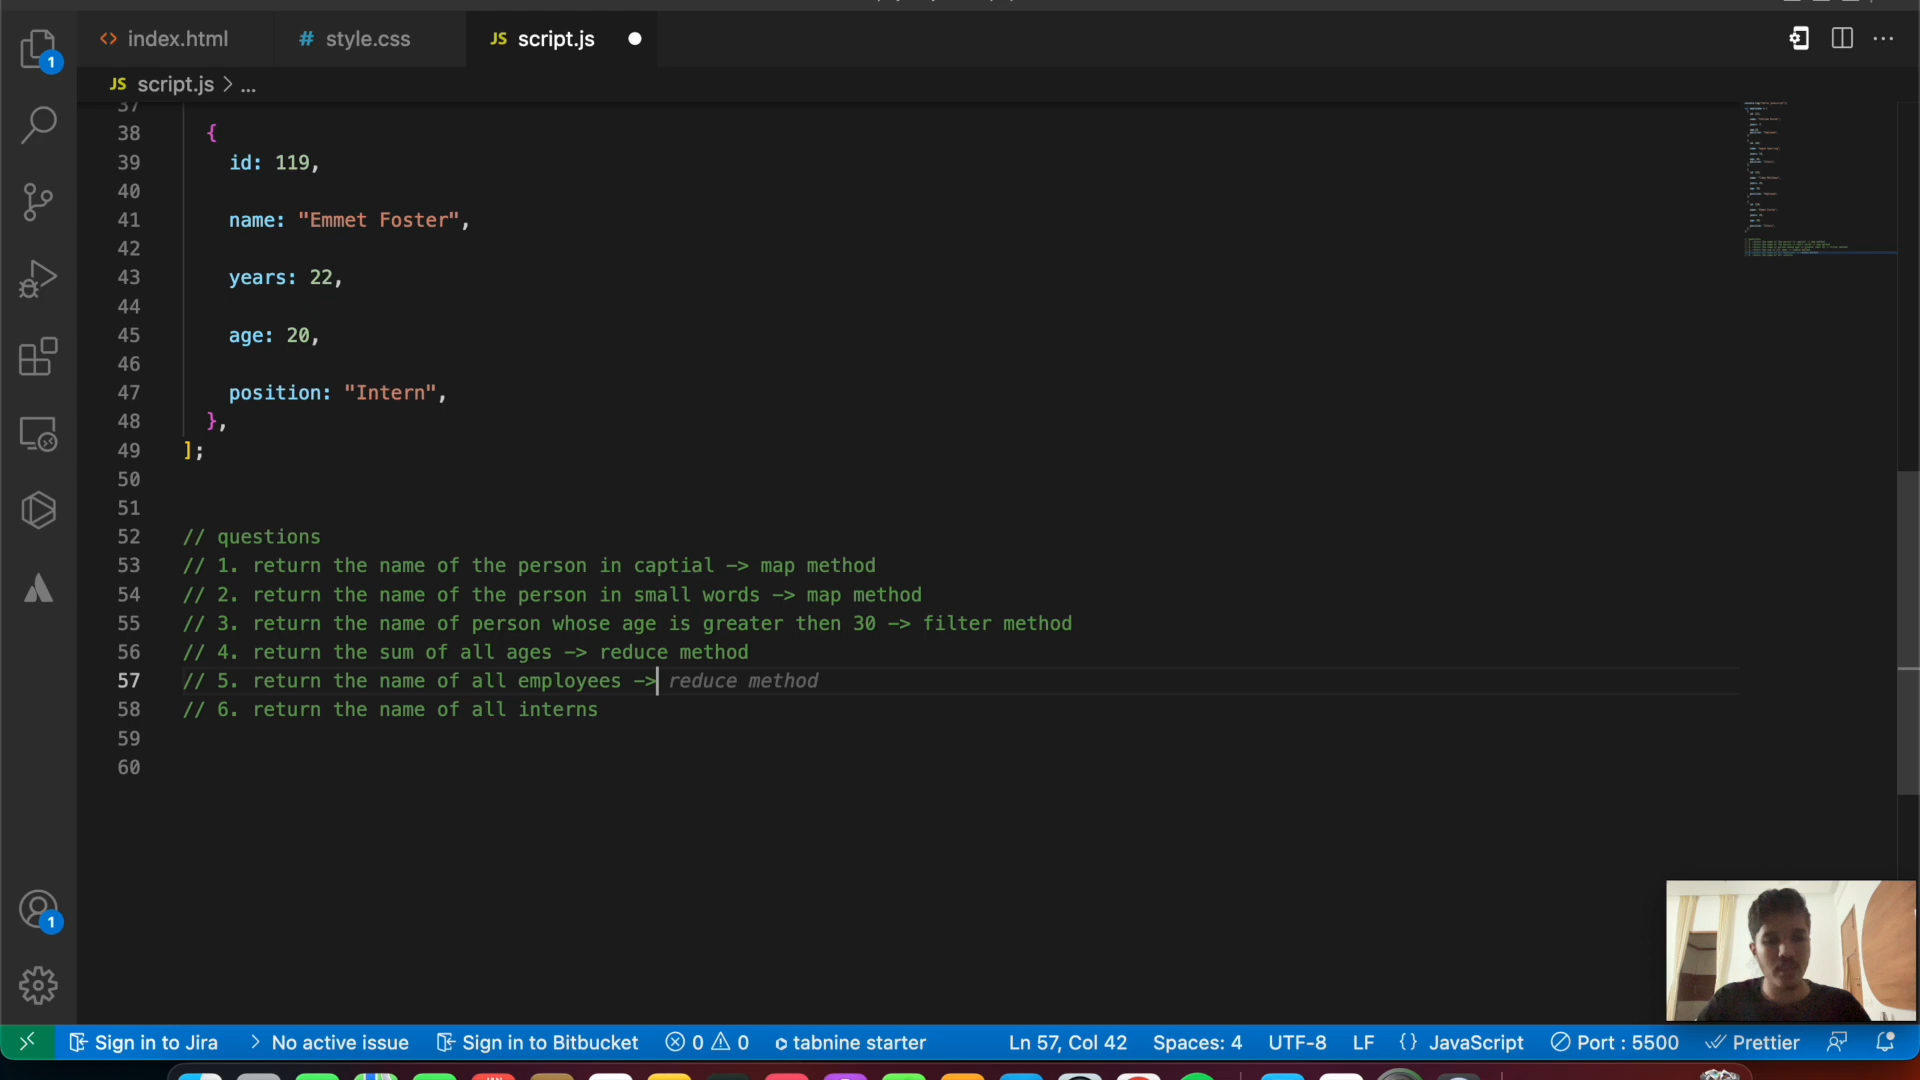 index.html
# style.css
JS script.js
JS script.js > ...
37
38 {
39 id: 119,
40
41 name: "Emmet Foster",
42
43 years: 22,
44
45 age: 20,
46
47 position: "Intern",
48 },
49 ];
50
51
52 // questions
53 // 1. return the name of the person in captial -> map method
54 // 2. return the name of the person in small words -> map method
55 // 3. return the name of person whose age is greater then 30 -> filter method
56 // 4. return the sum of all ages -> reduce method
57 // 5. return the name of all employees -> reduce method
58 // 6. return the name of all interns
59
60
1
1
Sign in to Jira > No active issue Sign in to Bitbucket 0 0 tabnine starter Ln 57, Col 42 Spaces: 4 UTF-8 LF {} JavaScript Port : 5500 Prettier